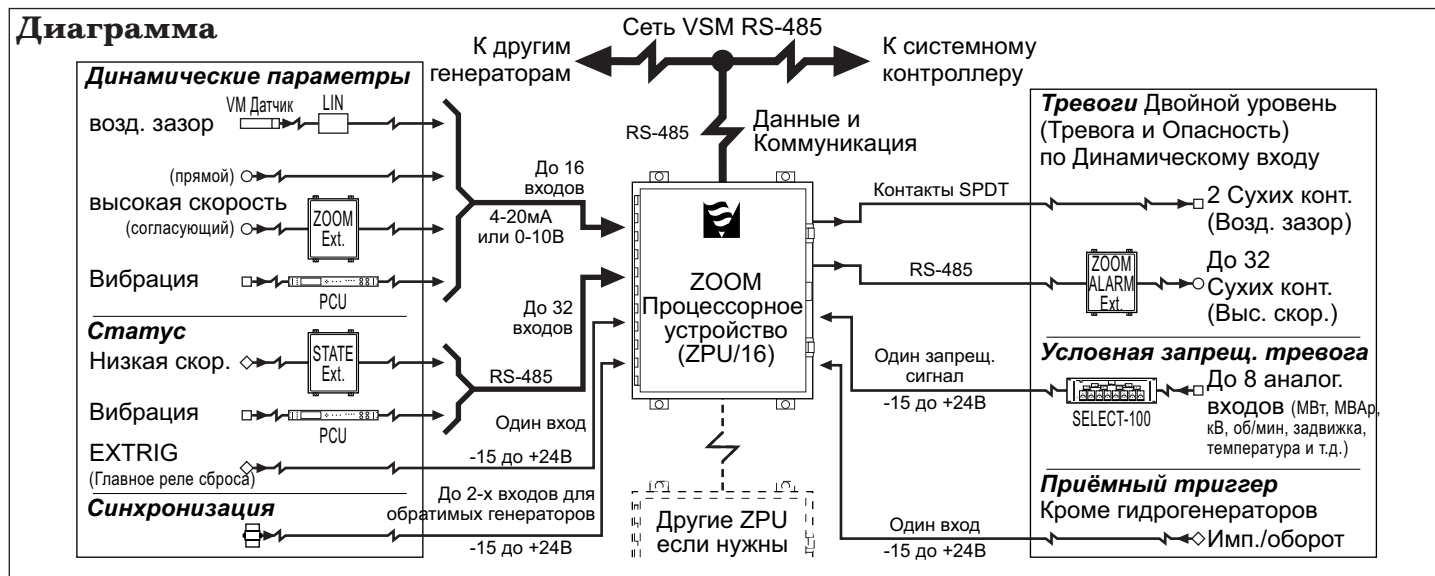 Диаграмма
Сеть VSM RS-485
К другим
генераторам
К системному
контроллеру
RS-485
Данные и
Коммуникация
Динамические параметры
VM Датчик
LIN
возд. зазор
(прямой)
высокая скорость
(согласующий)
ZOOM
Ext.
Вибрация
PCU
До 16
входов
4-20мА
или 0-10В
Статус
Низкая скор.
STATE
Ext.
Вибрация
PCU
До 32
входов
RS-485
EXTRIG
(Главное реле сброса)
Один вход
-15 до +24В
Синхронизация
До 2-х входов для
обратимых генераторов
-15 до +24В
ZOOM
Процессорное
устройство
(ZPU/16)
Другие ZPU
если нужны
Контакты SPDT
RS-485
Один запрещ.
сигнал
-15 до +24В
Один вход
-15 до +24В
Тревоги Двойной уровень
(Тревога и Опасность)
по Динамическому входу
2 Сухих конт.
(Возд. зазор)
ZOOM
ALARM
Ext.
До 32
Сухих конт.
(Выс. скор.)
Условная запрещ. тревога
SELECT-100
До 8 аналог.
входов (МВт, МВАр,
кВ, об/мин, задвижка,
температура и т.д.)
Приёмный триггер
Кроме гидрогенераторов
Имп./оборот